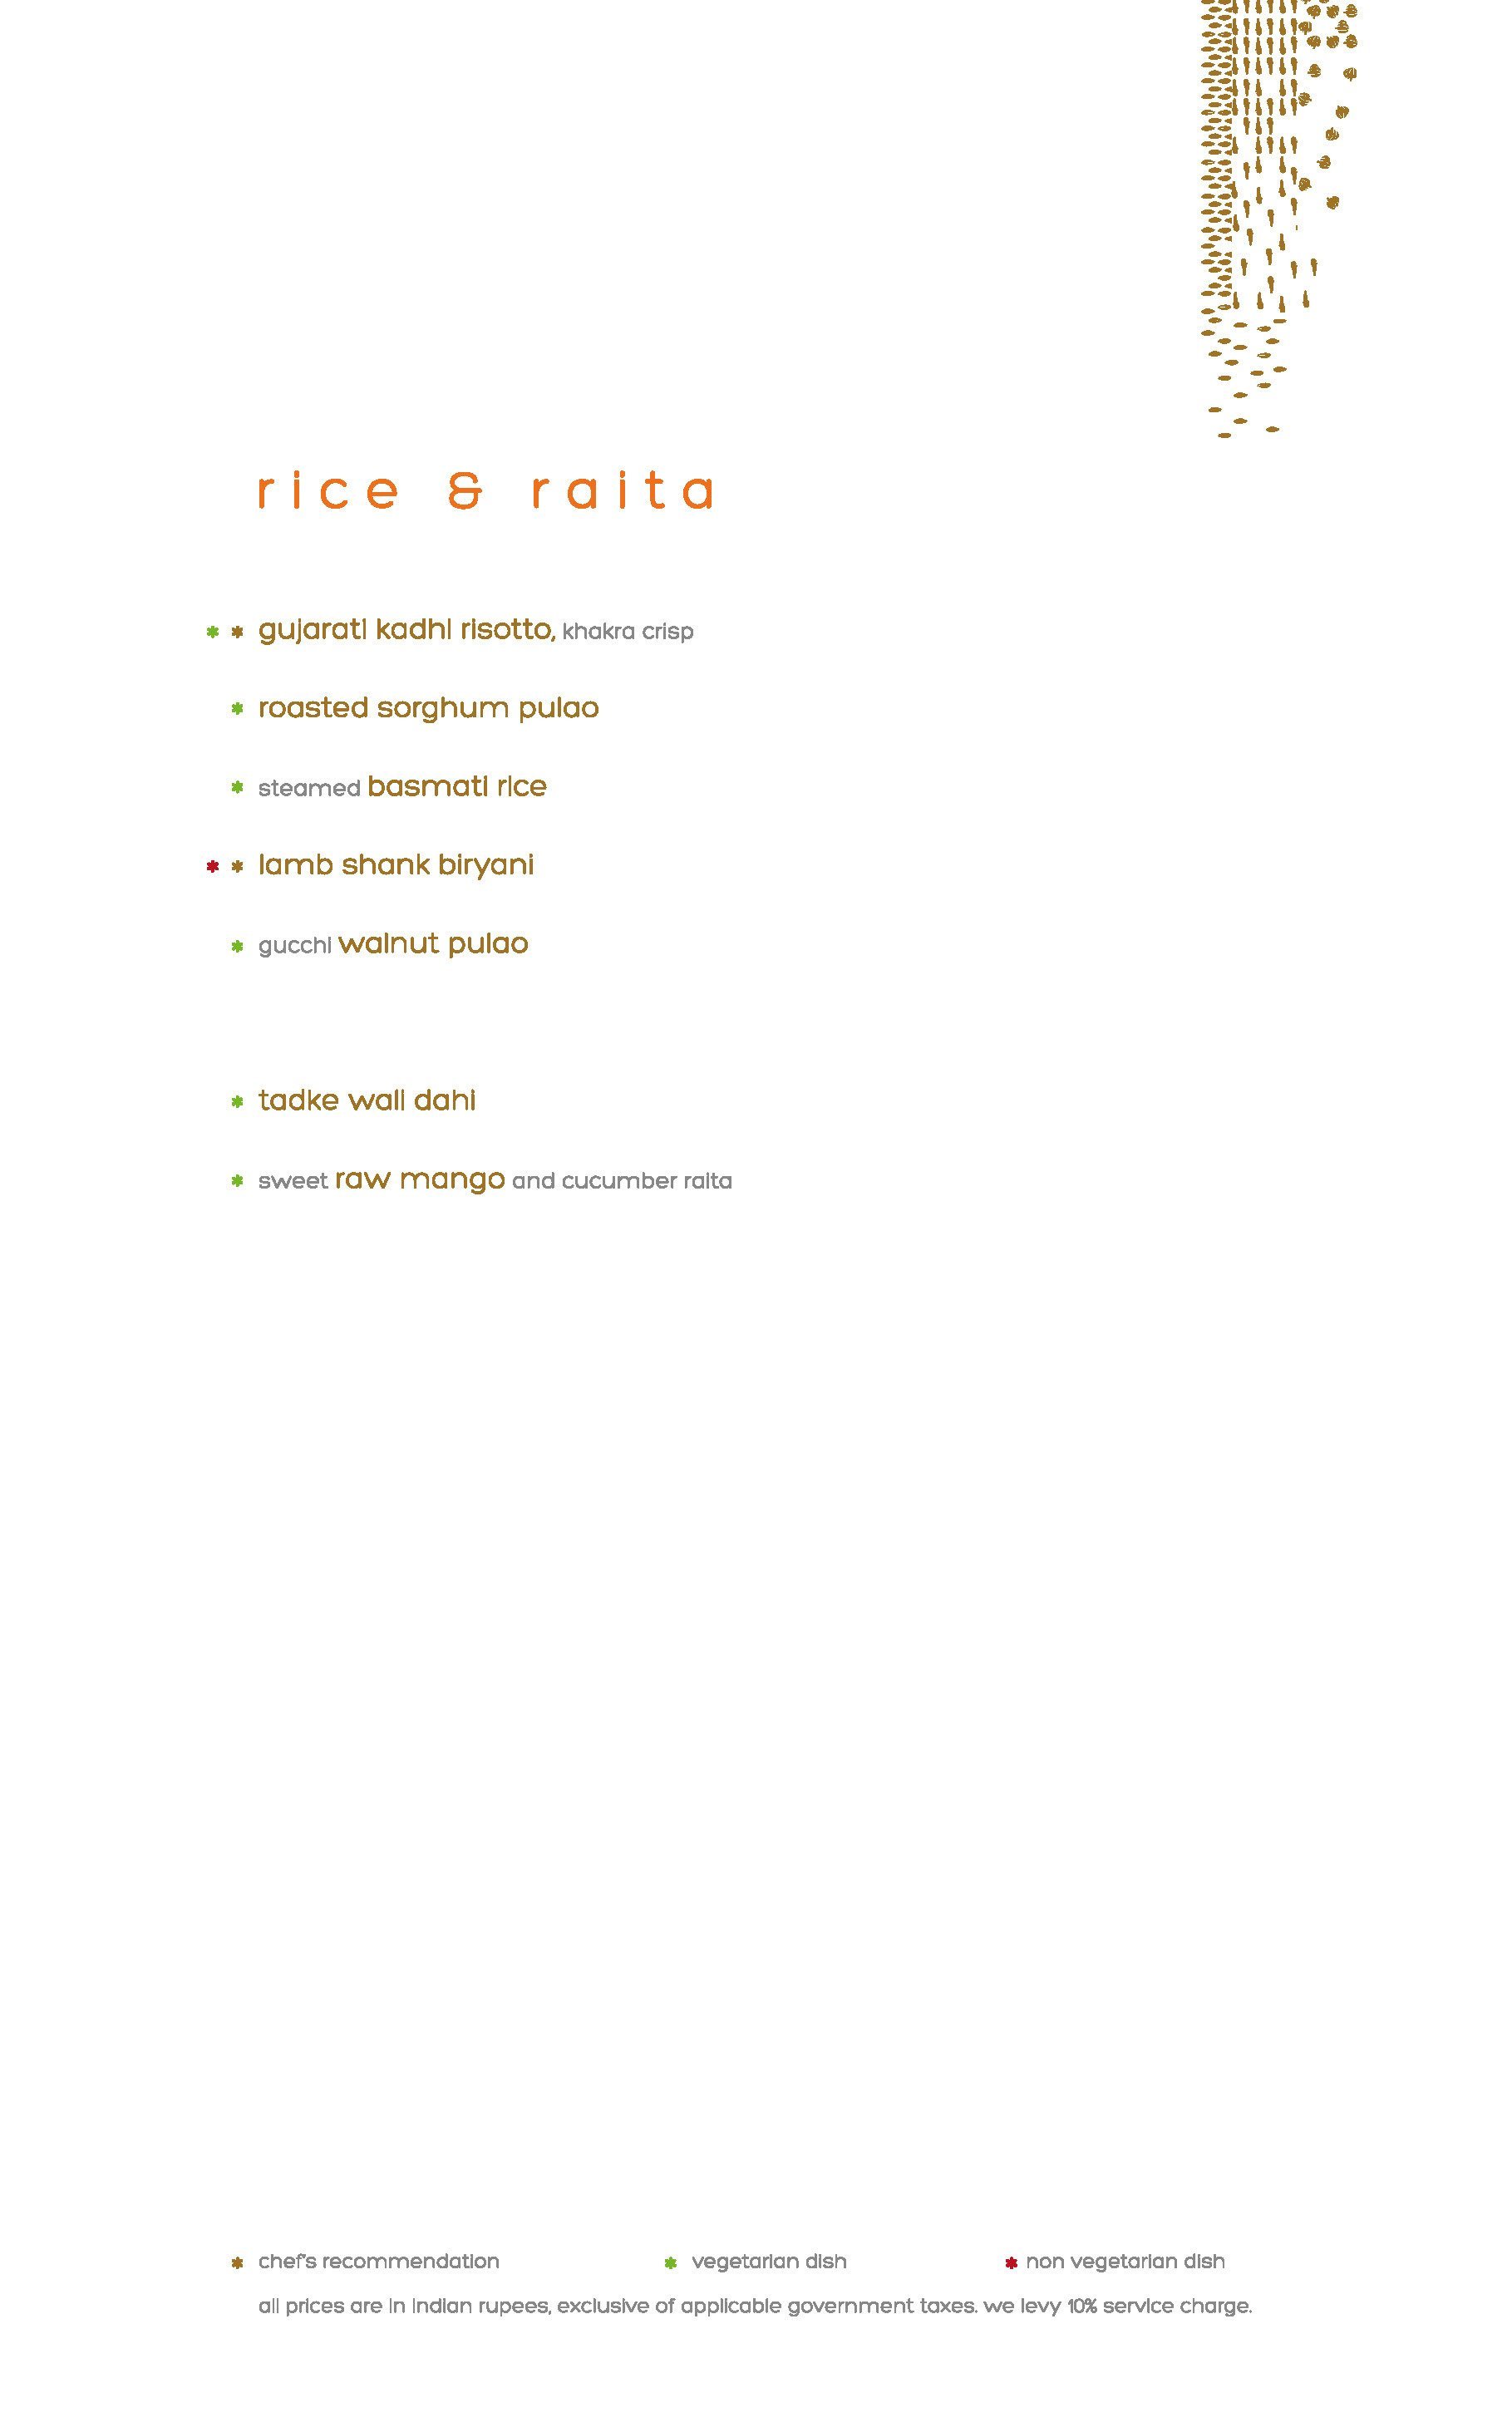 rice & raita
* * gujarati kadhi risotto, khakra crisp
* roasted sorghum pulao
* steamed basmati rice
* * lamb shank biryani
* gucchi walnut pulao
* tadke wali dahi
* sweet raw mango and cucumber raita
* chef's recommendation * vegetarian dish * non vegetarian dish
all prices are in indian rupees, exclusive of applicable government taxes. we levy 10% service charge.